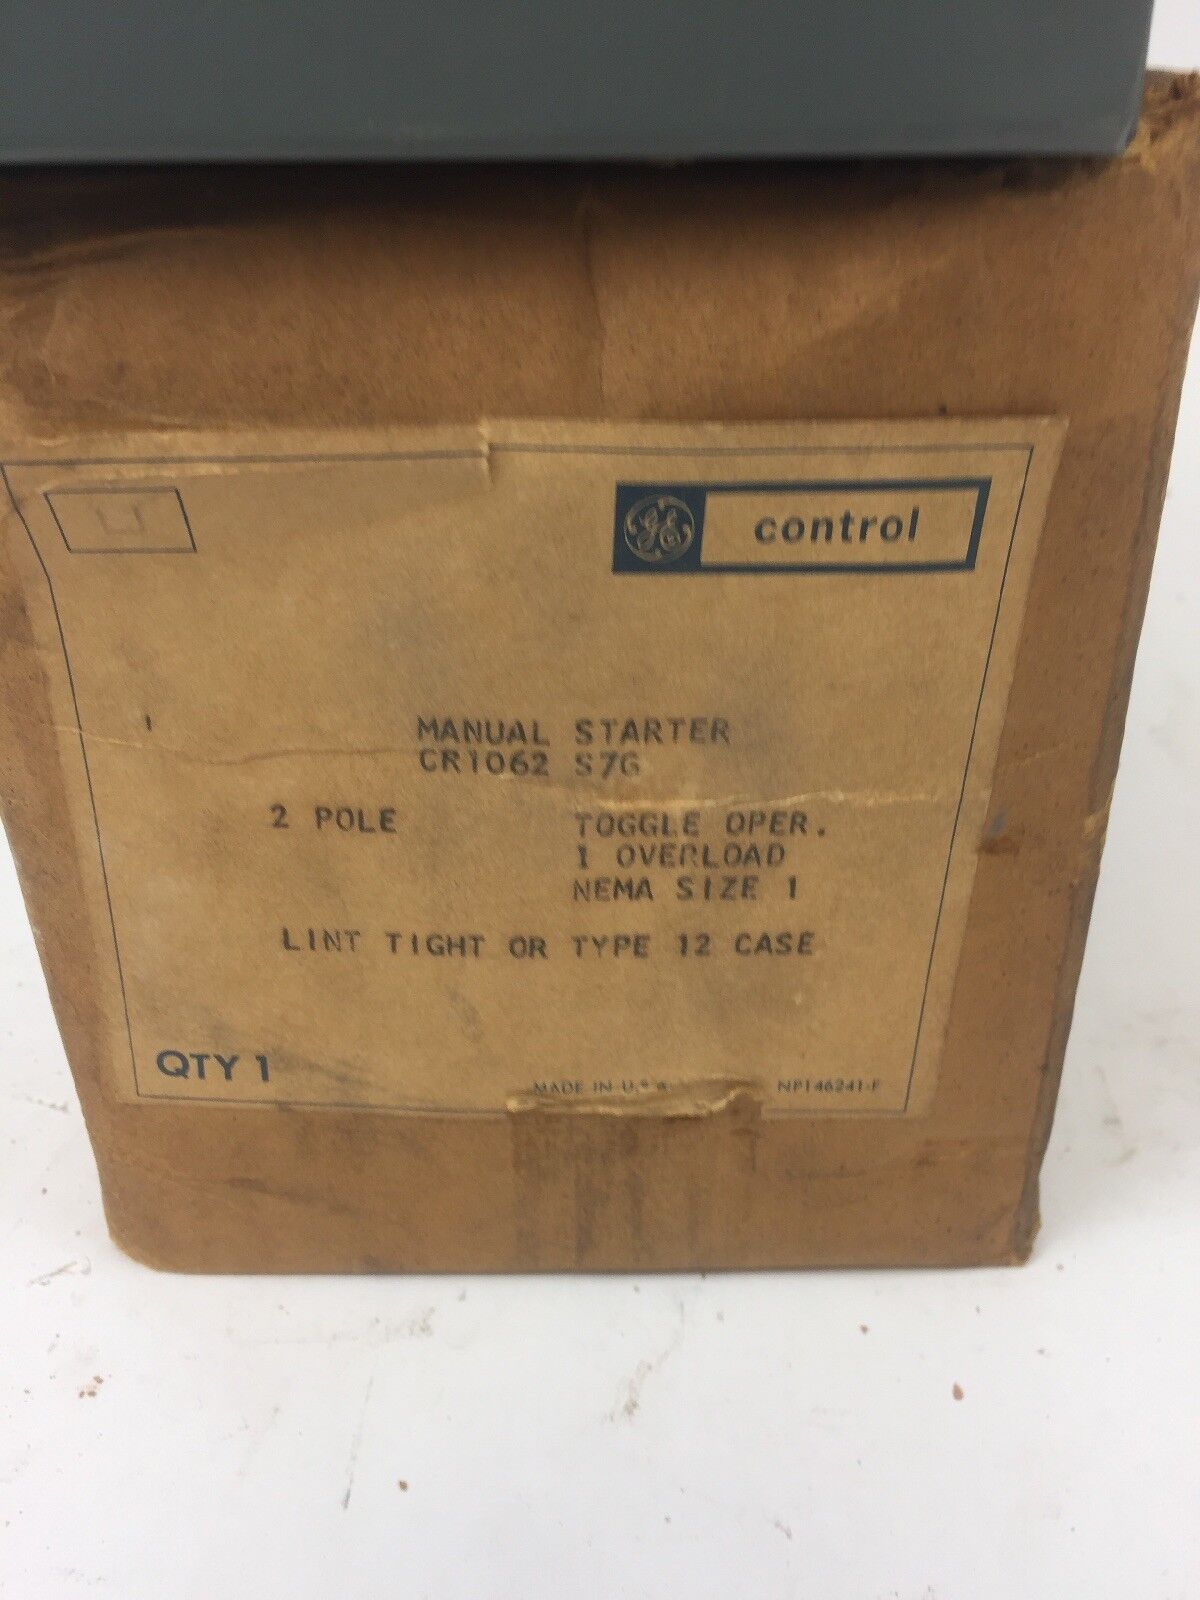 U
GE control
MANUAL STARTER
CR1062 S7G
2 POLE TOGGLE OPER.
1 OVERLOAD
NEMA SIZE 1
LINT TIGHT OR TYPE 12 CASE
QTY 1
MADE IN U.S.A. NP146241-F